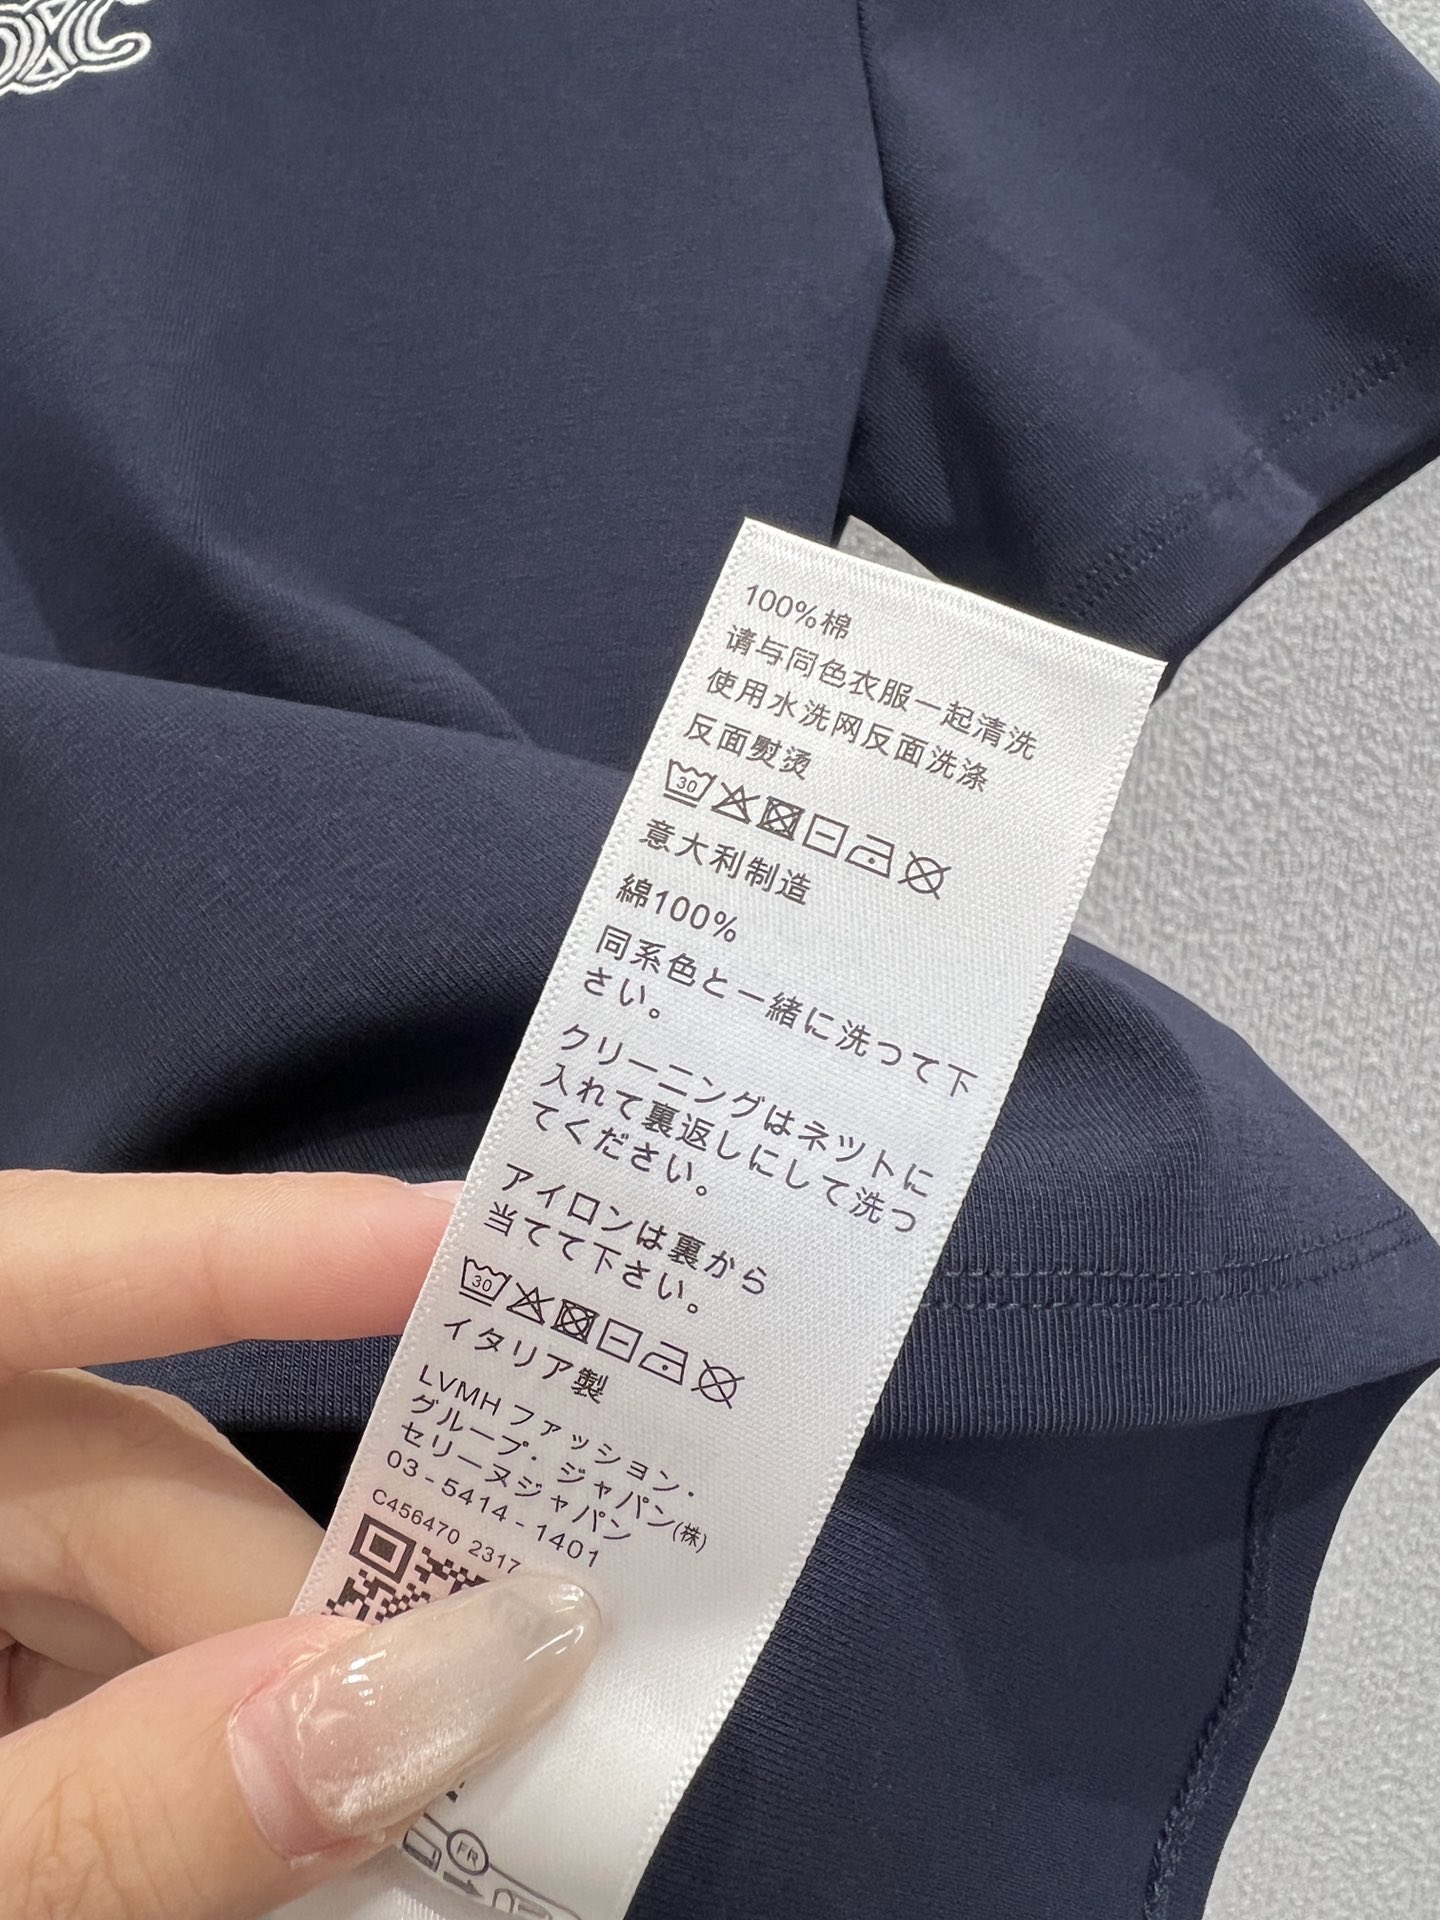 100%棉
请与同色衣服一起清洗
使用水洗网反面洗涤
反面熨烫
30
意大利制造
綿100%
同系色と一緒に洗つて下
さい。
クリーニングはネツトに
入れて裏返しにして洗つ
てください。
アイロンは裏から
当てて下さい。
30
イタリア製
LVMH ファッション・
グループ・ジャパン(株)
セリーヌジャパン
03-5414-1401
C456470 2317
FR